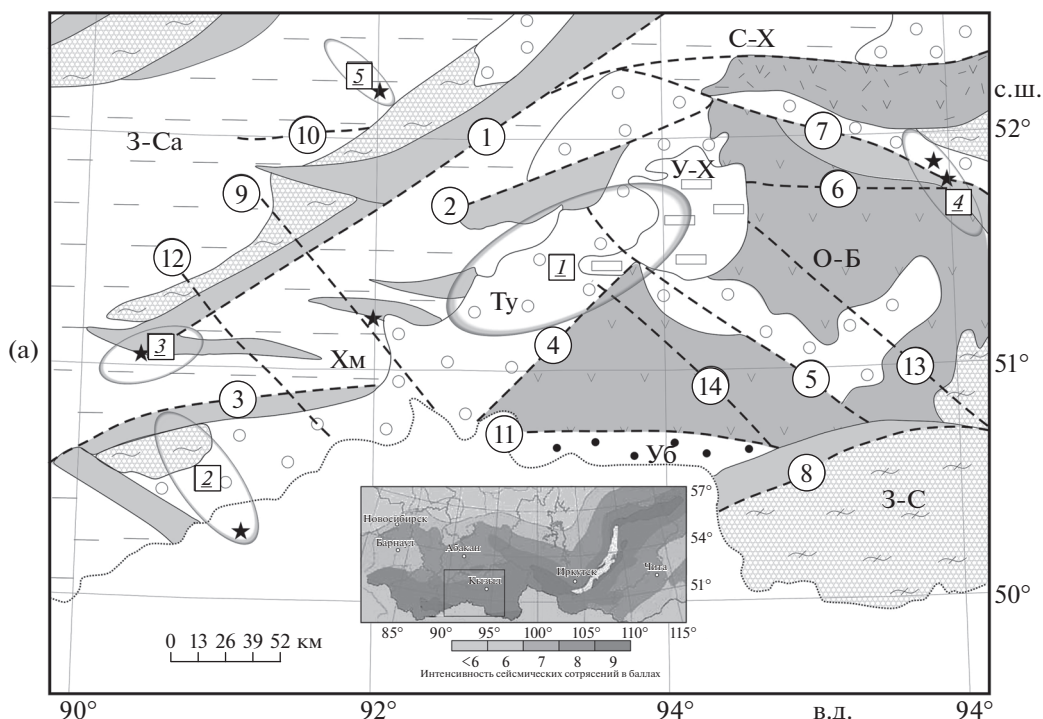 С-Х
с.ш.
5
З-Са
10
1
7
52°
9
У-Х
6
4
2
12
О-Б
1
Ту
(а)
3
Хм
4
51°
3
14
5
13
11
Уб
8
2
З-С
57°
Новосибирск
Барнаул
Абакан
54°
Иркутск
Чита
Кызыл
51°
50°
85° 90° 95° 100° 105° 110° 115°
0 13 26 39 52 км
<6 6 7 8 9
Интенсивность сейсмических сотрясений в баллах
90° 92° 94° в.д. 94°